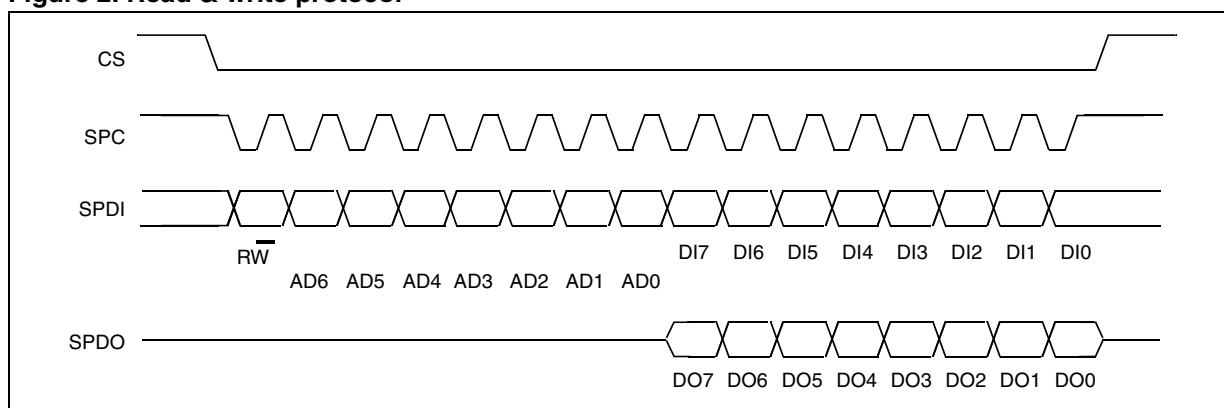 Figure 2. Read & write protocol
CS
SPC
SPDI
RW
DI7 DI6 DI5 DI4 DI3 DI2 DI1 DI0
AD6 AD5 AD4 AD3 AD2 AD1 AD0
SPDO
DO7 DO6 DO5 DO4 DO3 DO2 DO1 DO0